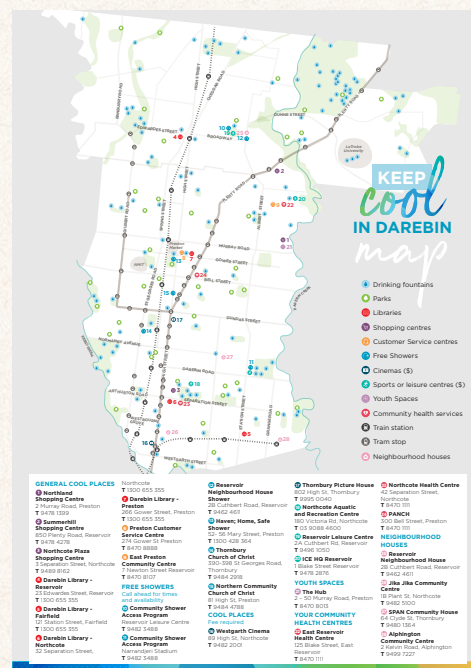 KEEP
cool
IN DAREBIN
map
Drinking fountains
Parks
Libraries
Shopping centres
Customer Service centres
Free Showers
Cinemas ($)
Sports or leisure centres ($)
Youth Spaces
Community health services
Train station
Tram stop
Neighbourhood houses
La Trobe
University
GENERAL COOL PLACES
1 Northland
Shopping Centre
2 Murray Road, Preston
T 9478 1399
2 Summerhill
Shopping Centre
850 Plenty Road, Reservoir
T 9478 4278
3 Northcote Plaza
Shopping Centre
3 Separation Street, Northcote
T 9489 8162
4 Darebin Library -
Reservoir
23 Edwardes Street, Reservoir
T 1300 655 355
5 Darebin Library -
Fairfield
121 Station Street, Fairfield
T 1300 655 355
6 Darebin Library -
Northcote
32 Separation Street,
Northcote
T 1300 655 355
7 Darebin Library -
Preston
266 Gower Street, Preston
T 1300 655 355
8 Preston Customer
Service Centre
274 Gower St Preston
T 8470 8888
9 East Preston
Community Centre
7 Newton Street Reservoir
T 8470 8107
FREE SHOWERS
Call ahead for times
and availability
10 Community Shower
Access Program
Reservoir Leisure Centre
T 9482 3488
11 Community Shower
Access Program
Narrandjeri Stadium
T 9482 3488
12 Reservoir
Neighbourhood House
Shower
2B Cuthbert Road, Reservoir
T 9462 4611
13 Haven; Home, Safe
Shower
52- 56 Mary Street, Preston
T 1300 428 364
14 Thornbury
Church of Christ
390-398 St Georges Road,
Thornbury
T 9484 2918
15 Northern Community
Church of Christ
81 High St, Preston
T 9484 4788
COOL PLACES
Fee required
16 Westgarth Cinema
89 High St, Northcote
T 9482 2001
17 Thornbury Picture House
802 High St, Thornbury
T 9995 0040
18 Northcote Aquatic
and Recreation Centre
180 Victoria Rd, Northcote
T 03 9088 4500
19 Reservoir Leisure Centre
2A Cuthbert Rd, Reservoir
T 9496 1050
20 ICE HQ Reservoir
1 Blake Street Reservoir
T 9478 2876
YOUTH SPACES
21 The Hub
2 - 50 Murray Road, Preston
T 8470 8013
YOUR COMMUNITY
HEALTH CENTRES
22 East Reservoir
Health Centre
125 Blake Street, East
Reservoir
T 8470 1111
23 Northcote Health Centre
42 Separation Street,
Northcote
T 8470 1111
24 PANCH
300 Bell Street, Preston
T 8470 1111
NEIGHBOURHOOD
HOUSES
25 Reservoir
Neighbourhood House
2B Cuthbert Road, Reservoir
T 9462 4611
26 Jika Jika Community
Centre
1B Plant St, Northcote
T 9482 5100
27 SPAN Community House
64 Clyde St, Thornbury
T 9480 1364
28 Alphington
Community Centre
2 Kelvin Road, Alphington
T 9499 7227